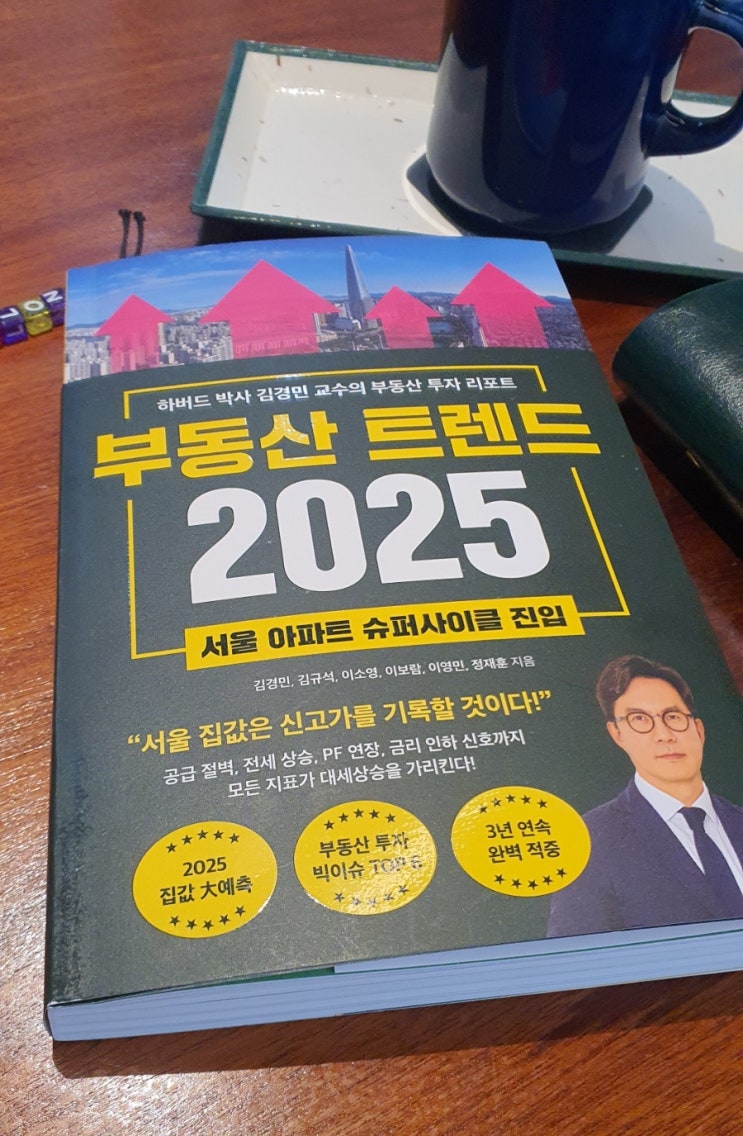 하버드 박사 김경민 교수의 부동산 투자 리포트
부동산 트렌드
2025
서울 아파트 슈퍼사이클 진입
김경민, 김규석, 이소영, 이보람, 이영민, 정재훈 지음
“서울 집값은 신고가를 기록할 것이다!”
공급 절벽, 전세 상승, PF 연장, 금리 인하 신호까지
모든 지표가 대세상승을 가리킨다!
2025
집값 大예측
부동산 투자
빅이슈 TOP
3년 연속
완벽 적중